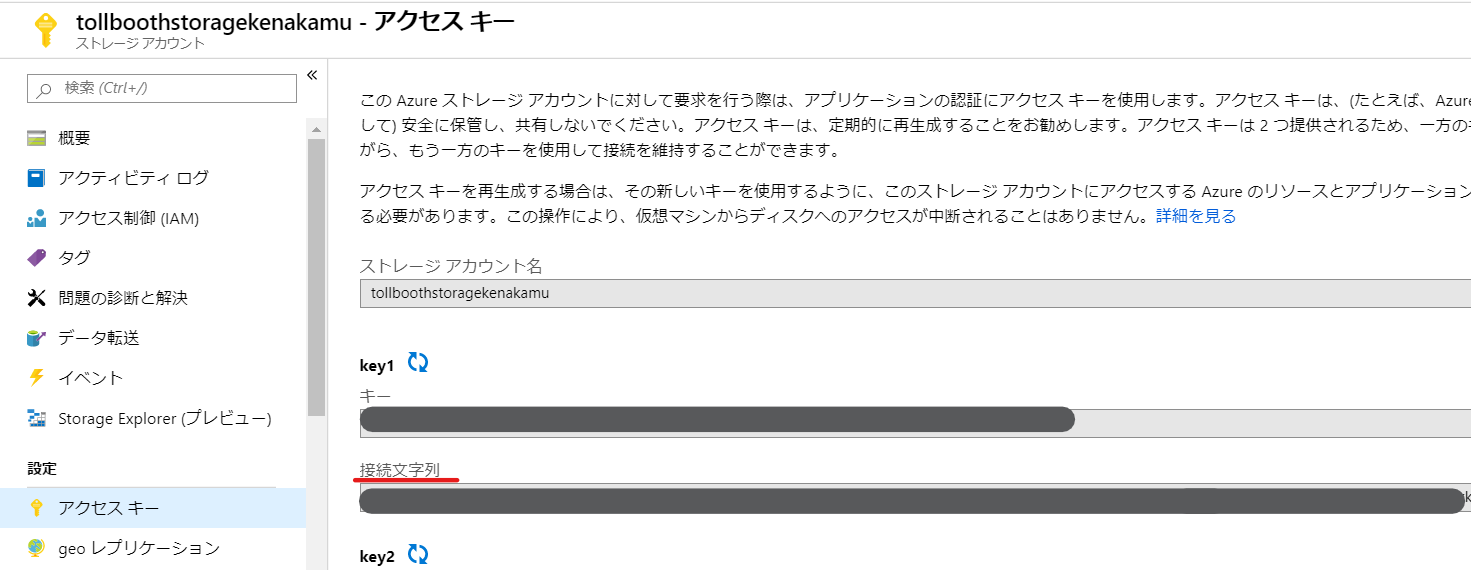 tollboothstoragekenakamu - アクセス キー
ストレージ アカウント
検索 (Ctrl+/)
概要
アクティビティ ログ
アクセス制御 (IAM)
タグ
問題の診断と解決
データ転送
イベント
Storage Explorer (プレビュー)
設定
アクセス キー
geo レプリケーション
この Azure ストレージ アカウントに対して要求を行う際は、アプリケーションの認証にアクセス キーを使用します。アクセス キーは、(たとえば、Azure
して) 安全に保管し、共有しないでください。アクセス キーは、定期的に再生成することをお勧めします。アクセス キーは 2 つ提供されるため、一方の
がら、もう一方のキーを使用して接続を維持することができます。
アクセス キーを再生成する場合は、その新しいキーを使用するように、このストレージ アカウントにアクセスする Azure のリソースとアプリケーション
る必要があります。この操作により、仮想マシンからディスクへのアクセスが中断されることはありません。詳細を見る
ストレージ アカウント名
tollboothstoragekenakamu
key1
キー
接続文字列
key2